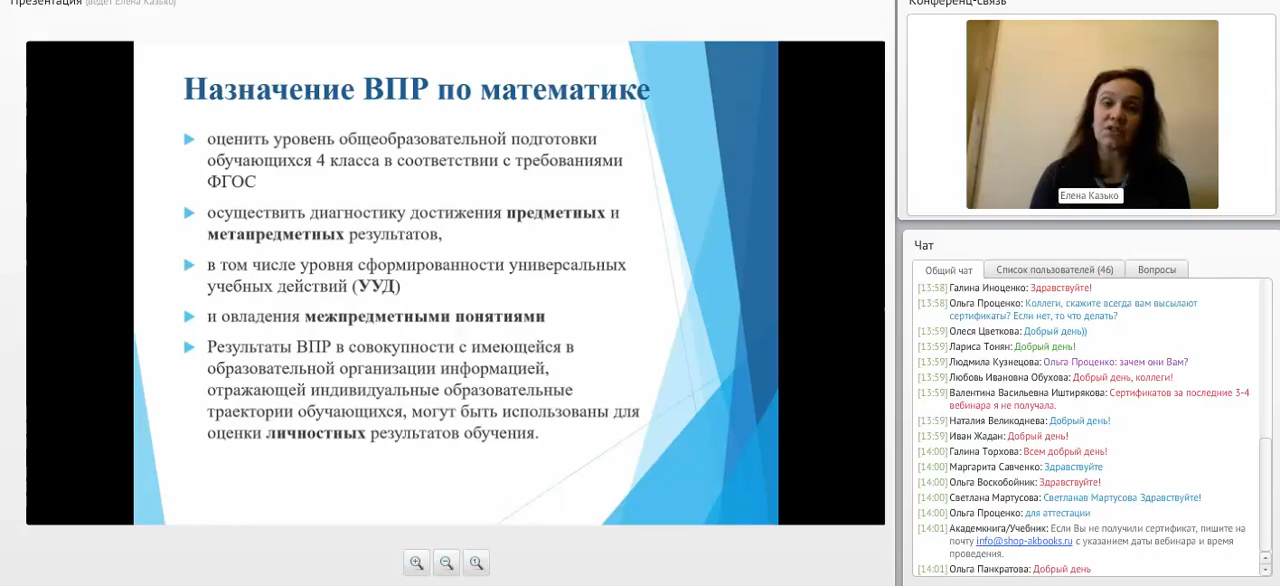 Презентация (ведет Елена Казько)
Назначение ВПР по математике
оценить уровень общеобразовательной подготовки
обучающихся 4 класса в соответствии с требованиями
ФГОС
осуществить диагностику достижения предметных и
метапредметных результатов,
в том числе уровня сформированности универсальных
учебных действий (УУД)
и овладения межпредметными понятиями
Результаты ВПР в совокупности с имеющейся в
образовательной организации информацией,
отражающей индивидуальные образовательные
траектории обучающихся, могут быть использованы для
оценки личностных результатов обучения.
Конференц-связь
Елена Казько
Чат
Общий чат
Список пользователей (46)
Вопросы
[13:58] Галина Иноценко: Здравствуйте!
[13:58] Ольга Проценко: Коллеги, скажите всегда вам высылают
сертификаты? Если нет, то что делать?
[13:59] Олеся Цветкова: Добрый день))
[13:59] Лариса Тонян: Добрый день!
[13:59] Людмила Кузнецова: Ольга Проценко: зачем они Вам?
[13:59] Любовь Ивановна Обухова: Добрый день, коллеги!
[13:59] Валентина Васильевна Иштирякова: Сертификатов за последние 3-4
вебинара я не получала.
[13:59] Наталия Великоднева: Добрый день!
[13:59] Иван Жадан: Добрый день!
[14:00] Галина Торхова: Всем добрый день!
[14:00] Маргарита Савченко: Здравствуйте
[14:00] Ольга Воскобойник: Здравствуйте!
[14:00] Светлана Мартусова: Светланав Мартусова Здравствуйте!
[14:00] Ольга Проценко: для аттестации
[14:01] Академкнига/Учебник: Если Вы не получили сертификат, пишите на
почту info@shop-akbooks.ru с указанием даты вебинара и время
проведения.
[14:01] Ольга Панкратова: Добрый день